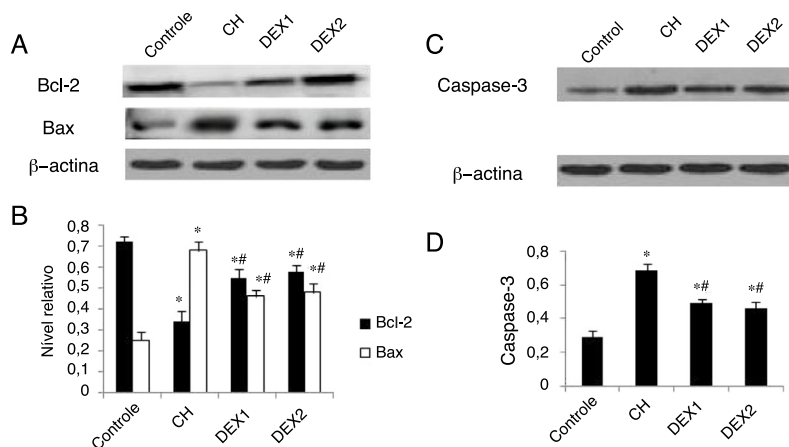 A
Controle
CH
DEX1
DEX2
Bcl-2
Bax
β–actina
B
Nível relativo
0,8
0,7
0,6
0,5
0,4
0,3
0,2
0,1
0
*
*
*#
*#
*#
*#
Controle
CH
DEX1
DEX2
Bcl-2
Bax
C
Control
CH
DEX1
DEX2
Caspase-3
β–actina
D
Caspase-3
0,8
0,6
0,4
0,2
0
*
*#
*#
Controle
CH
DEX1
DEX2